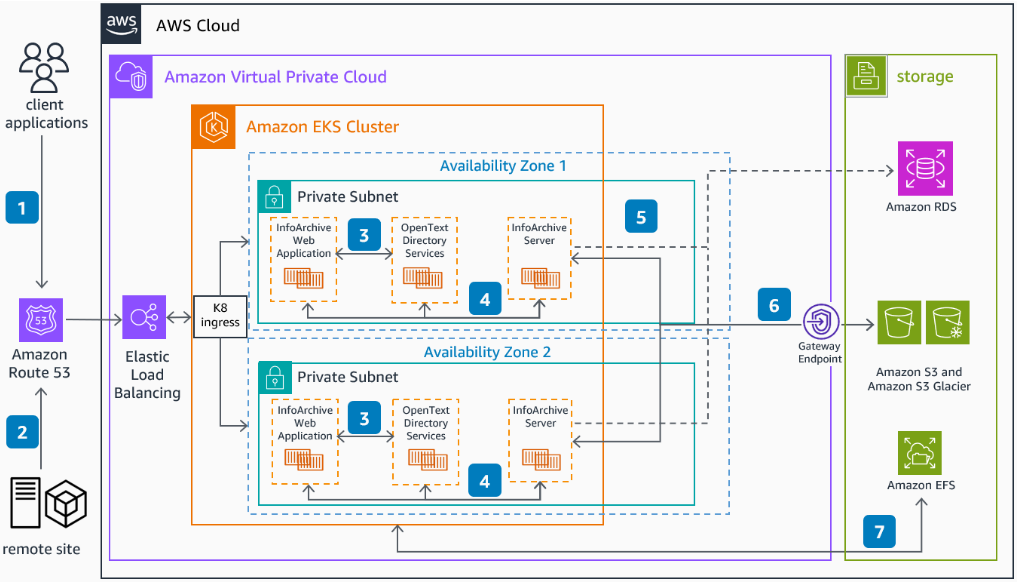 aws
AWS Cloud
client
applications
1
Amazon Virtual Private Cloud
storage
Amazon EKS Cluster
Availability Zone 1
Private Subnet
InfoArchive
Web
Application
3
OpenText
Directory
Services
InfoArchive
Server
5
4
Amazon RDS
53
Amazon
Route 53
Elastic
Load
Balancing
K8
ingress
6
Gateway
Endpoint
Amazon S3 and
Amazon S3 Glacier
Availability Zone 2
Private Subnet
InfoArchive
Web
Application
3
OpenText
Directory
Services
InfoArchive
Server
4
2
remote site
Amazon EFS
7
K